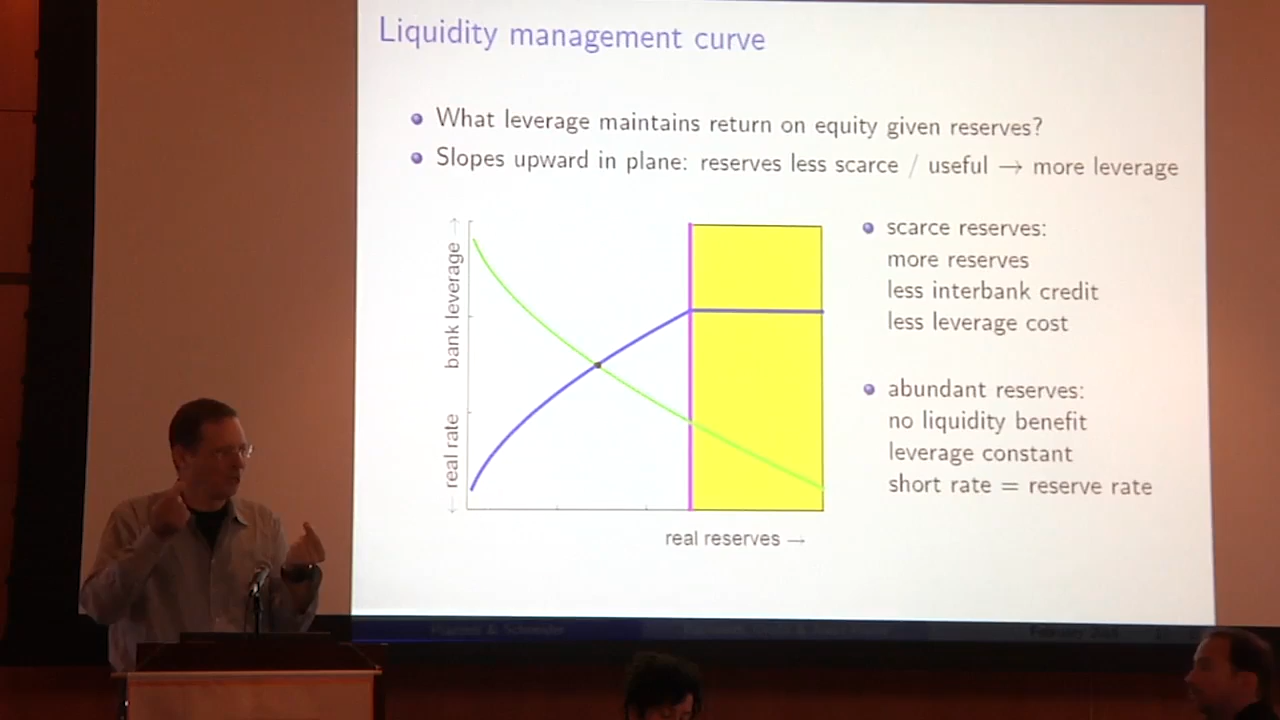 Liquidity management curve
What leverage maintains return on equity given reserves?
Slopes upward in plane: reserves less scarce / useful → more leverage
← real rate
bank leverage →
real reserves →
scarce reserves:
more reserves
less interbank credit
less leverage cost
abundant reserves:
no liquidity benefit
leverage constant
short rate = reserve rate